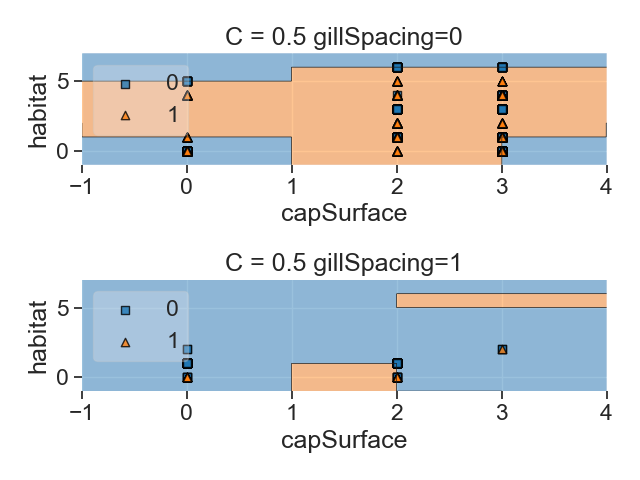 C = 0.5 gillSpacing=0
habitat
5
0
0
1
−1 0 1 2 3 4
capSurface
C = 0.5 gillSpacing=1
habitat
5
0
0
1
−1 0 1 2 3 4
capSurface